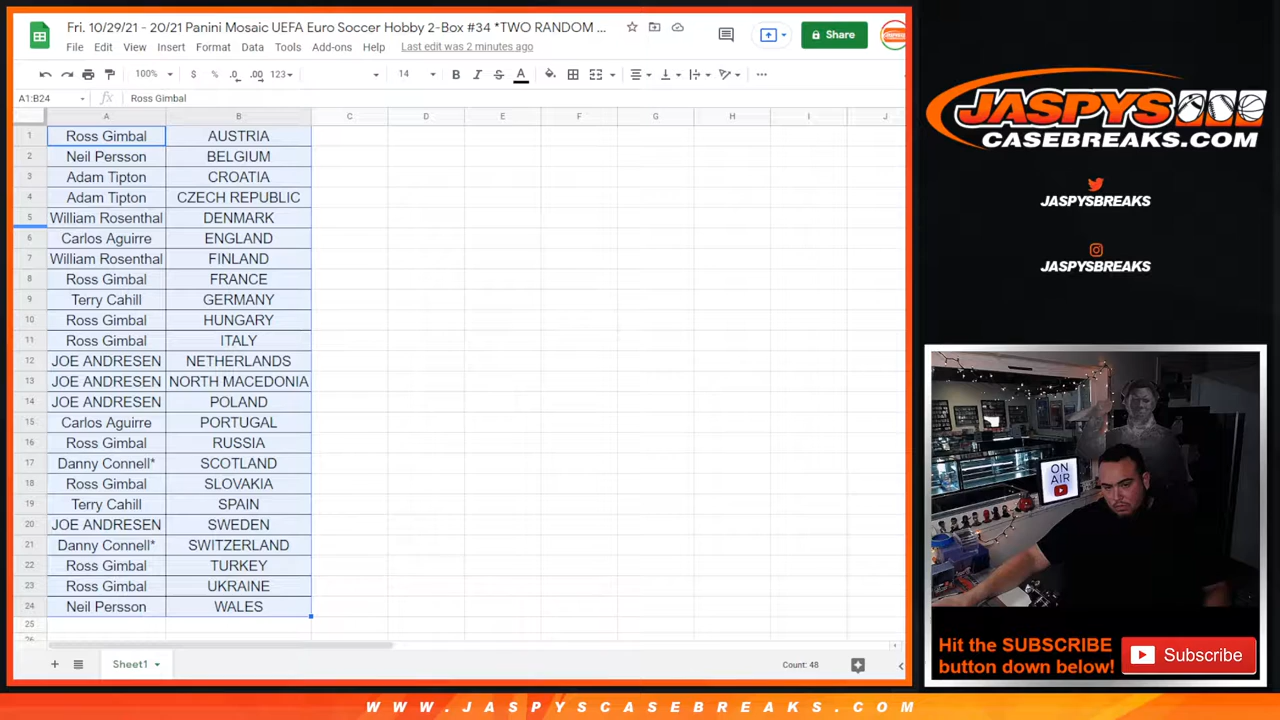 Fri. 10/29/21 - 20/21 Panini Mosaic UEFA Euro Soccer Hobby 2-Box #34 *TWO RANDOM ...
File Edit View Insert Format Data Tools Add-ons Help Last edit was 2 minutes ago
Share
100% $ % .0 .00 123 14 B I S A
A1:B24 fx Ross Gimbal
A B C D E F G H I J
1 Ross Gimbal AUSTRIA
2 Neil Persson BELGIUM
3 Adam Tipton CROATIA
4 Adam Tipton CZECH REPUBLIC
5 William Rosenthal DENMARK
6 Carlos Aguirre ENGLAND
7 William Rosenthal FINLAND
8 Ross Gimbal FRANCE
9 Terry Cahill GERMANY
10 Ross Gimbal HUNGARY
11 Ross Gimbal ITALY
12 JOE ANDRESEN NETHERLANDS
13 JOE ANDRESEN NORTH MACEDONIA
14 JOE ANDRESEN POLAND
15 Carlos Aguirre PORTUGAL
16 Ross Gimbal RUSSIA
17 Danny Connell* SCOTLAND
18 Ross Gimbal SLOVAKIA
19 Terry Cahill SPAIN
20 JOE ANDRESEN SWEDEN
21 Danny Connell* SWITZERLAND
22 Ross Gimbal TURKEY
23 Ross Gimbal UKRAINE
24 Neil Persson WALES
25
Sheet1
Count: 48
JASPYS
CASEBREAKS.COM
JASPYSBREAKS
JASPYSBREAKS
ON
AIR
Hit the SUBSCRIBE
button down below!
Subscribe
WWW.JASPYSCASEBREAKS.COM